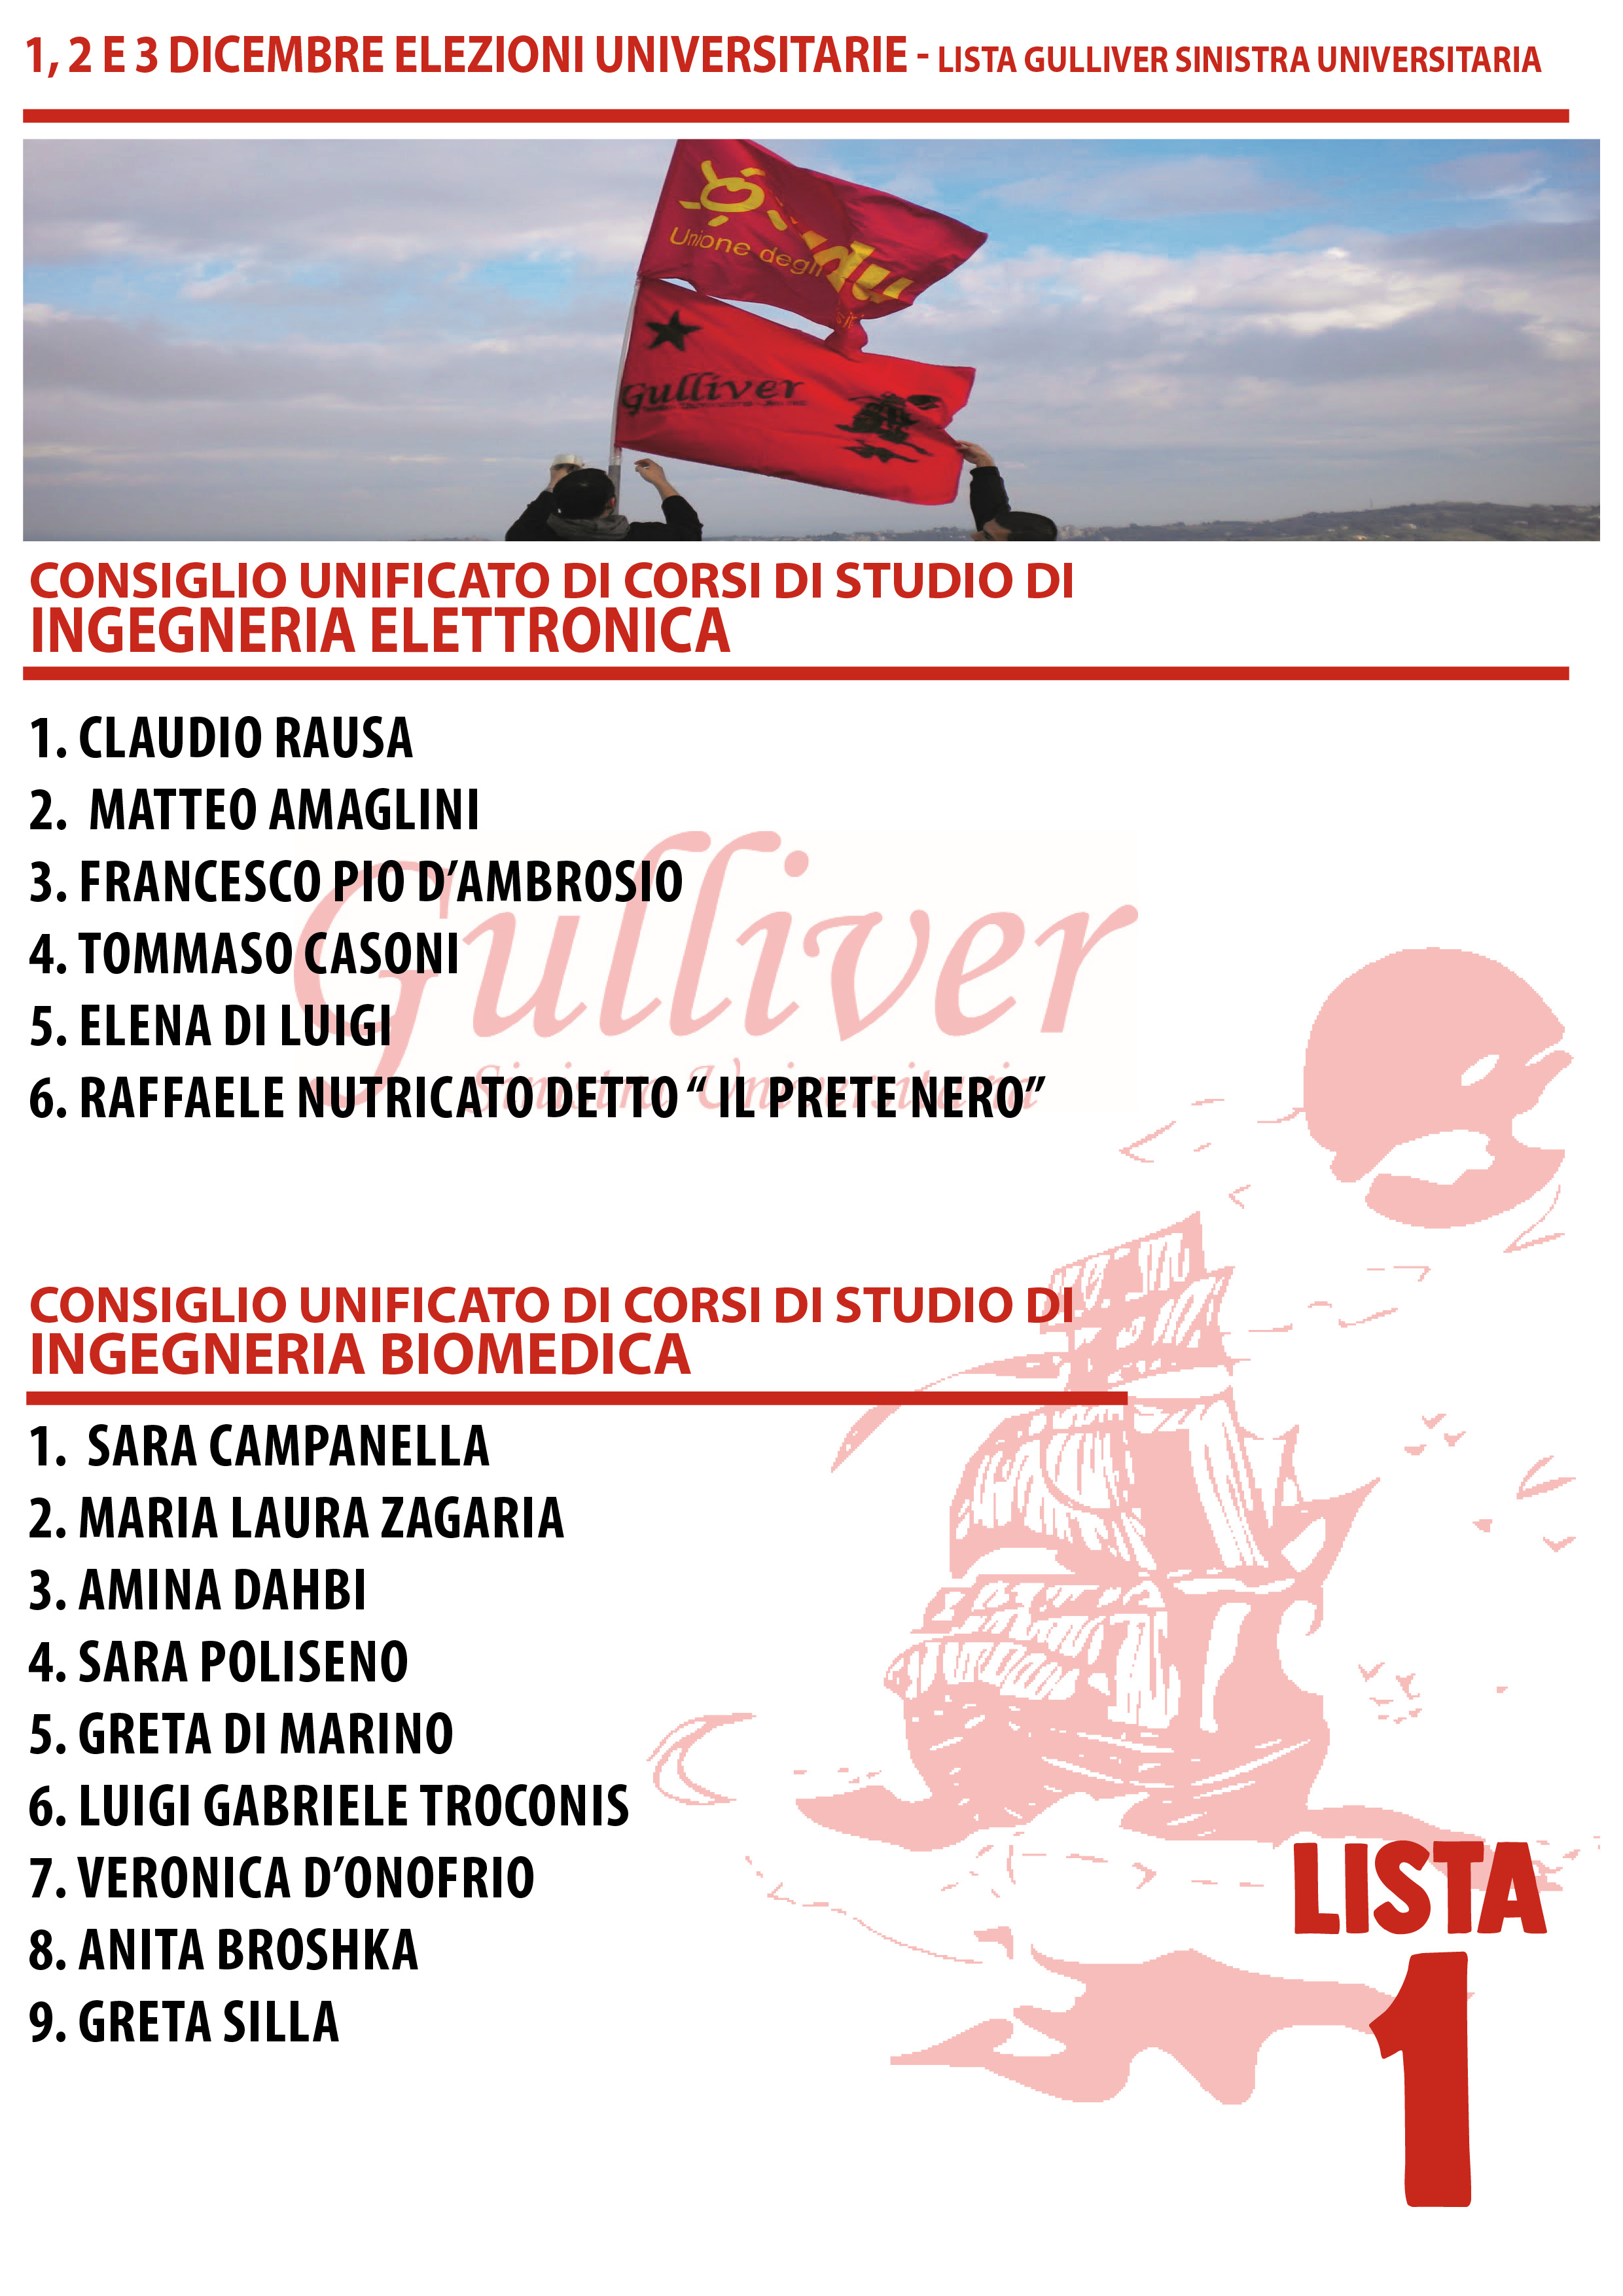 1, 2 E 3 DICEMBRE ELEZIONI UNIVERSITARIE - LISTA GULLIVER SINISTRA UNIVERSITARIA
Unione degli
Gulliver
CONSIGLIO UNIFICATO DI CORSI DI STUDIO DI
INGEGNERIA ELETTRONICA
1. CLAUDIO RAUSA
2. MATTEO AMAGLINI
3. FRANCESCO PIO D’AMBROSIO
4. TOMMASO CASONI
5. ELENA DI LUIGI
6. RAFFAELE NUTRICATO DETTO “ IL PRETE NERO”
Gulliver
Sinistra Universitaria
CONSIGLIO UNIFICATO DI CORSI DI STUDIO DI
INGEGNERIA BIOMEDICA
1. SARA CAMPANELLA
2. MARIA LAURA ZAGARIA
3. AMINA DAHBI
4. SARA POLISENO
5. GRETA DI MARINO
6. LUIGI GABRIELE TROCONIS
7. VERONICA D’ONOFRIO
8. ANITA BROSHKA
9. GRETA SILLA
LISTA
1